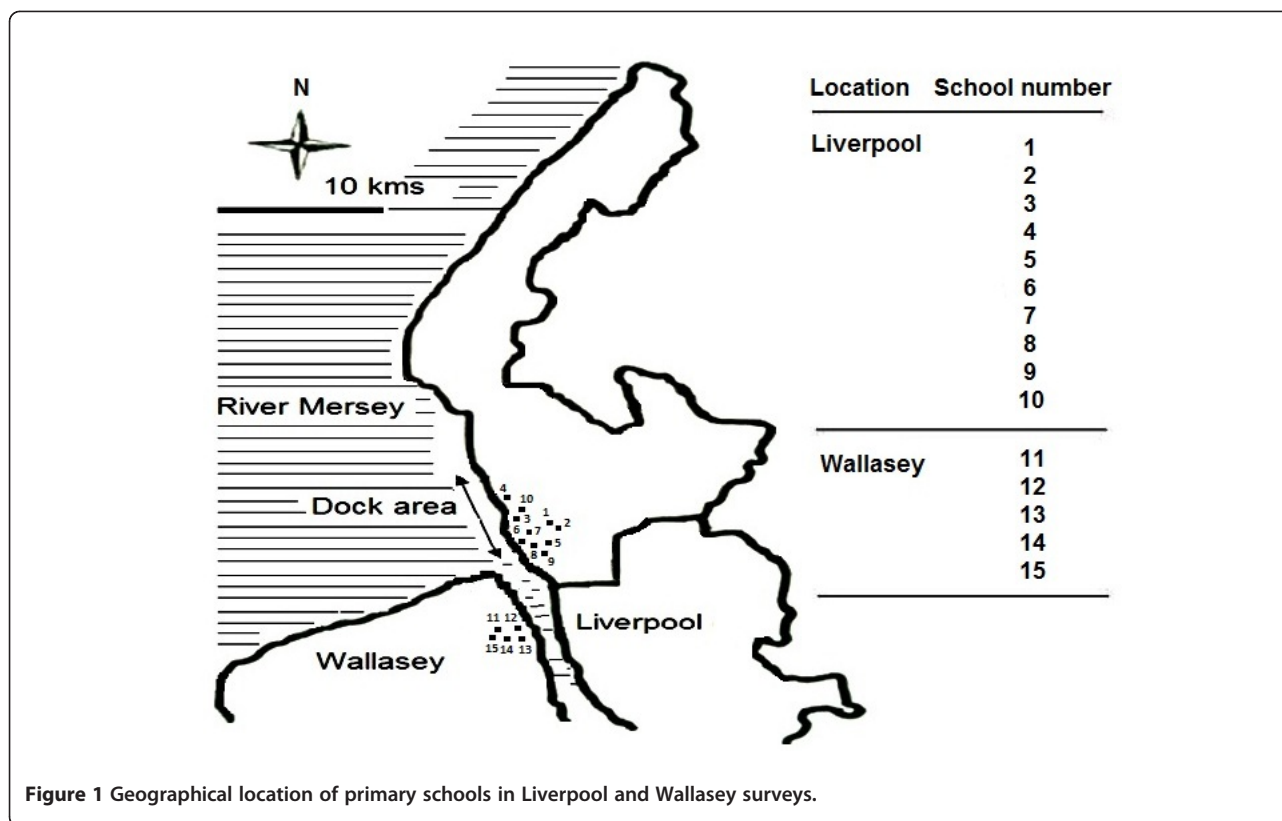 N
10 kms
River Mersey
Dock area
4
10
3
1
2
6
7
5
8
9
Liverpool
11 12
15 14 13
Wallasey
Location School number
Liverpool 1
2
3
4
5
6
7
8
9
10
Wallasey 11
12
13
14
15
Figure 1 Geographical location of primary schools in Liverpool and Wallasey surveys.